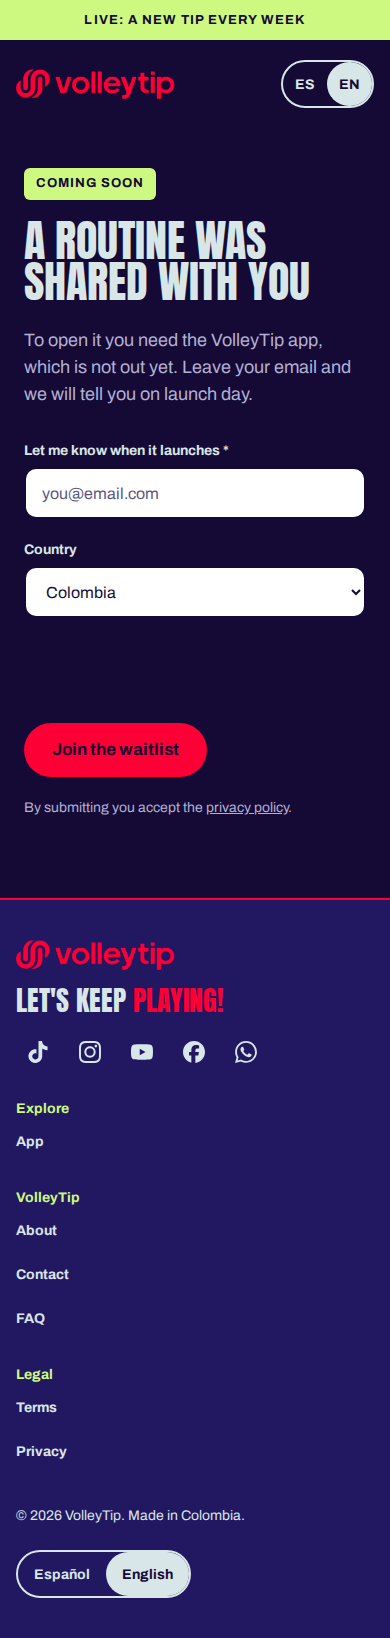 LIVE: A NEW TIP EVERY WEEK
volleytip
ES EN
COMING SOON
A ROUTINE WAS
SHARED WITH YOU
To open it you need the VolleyTip app,
which is not out yet. Leave your email and
we will tell you on launch day.
Let me know when it launches *
you@email.com
Country
Colombia
Join the waitlist
By submitting you accept the privacy policy.
volleytip
LET'S KEEP PLAYING!
Explore
App
VolleyTip
About
Contact
FAQ
Legal
Terms
Privacy
© 2026 VolleyTip. Made in Colombia.
Español English